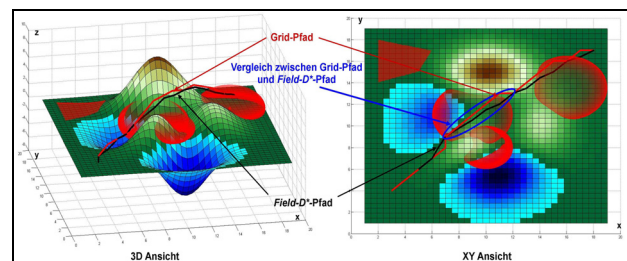 z
y
Grid-Pfad
Vergleich zwischen Grid-Pfad
und Field-D*-Pfad
y
x
Field-D*-Pfad
x
3D Ansicht
XY Ansicht